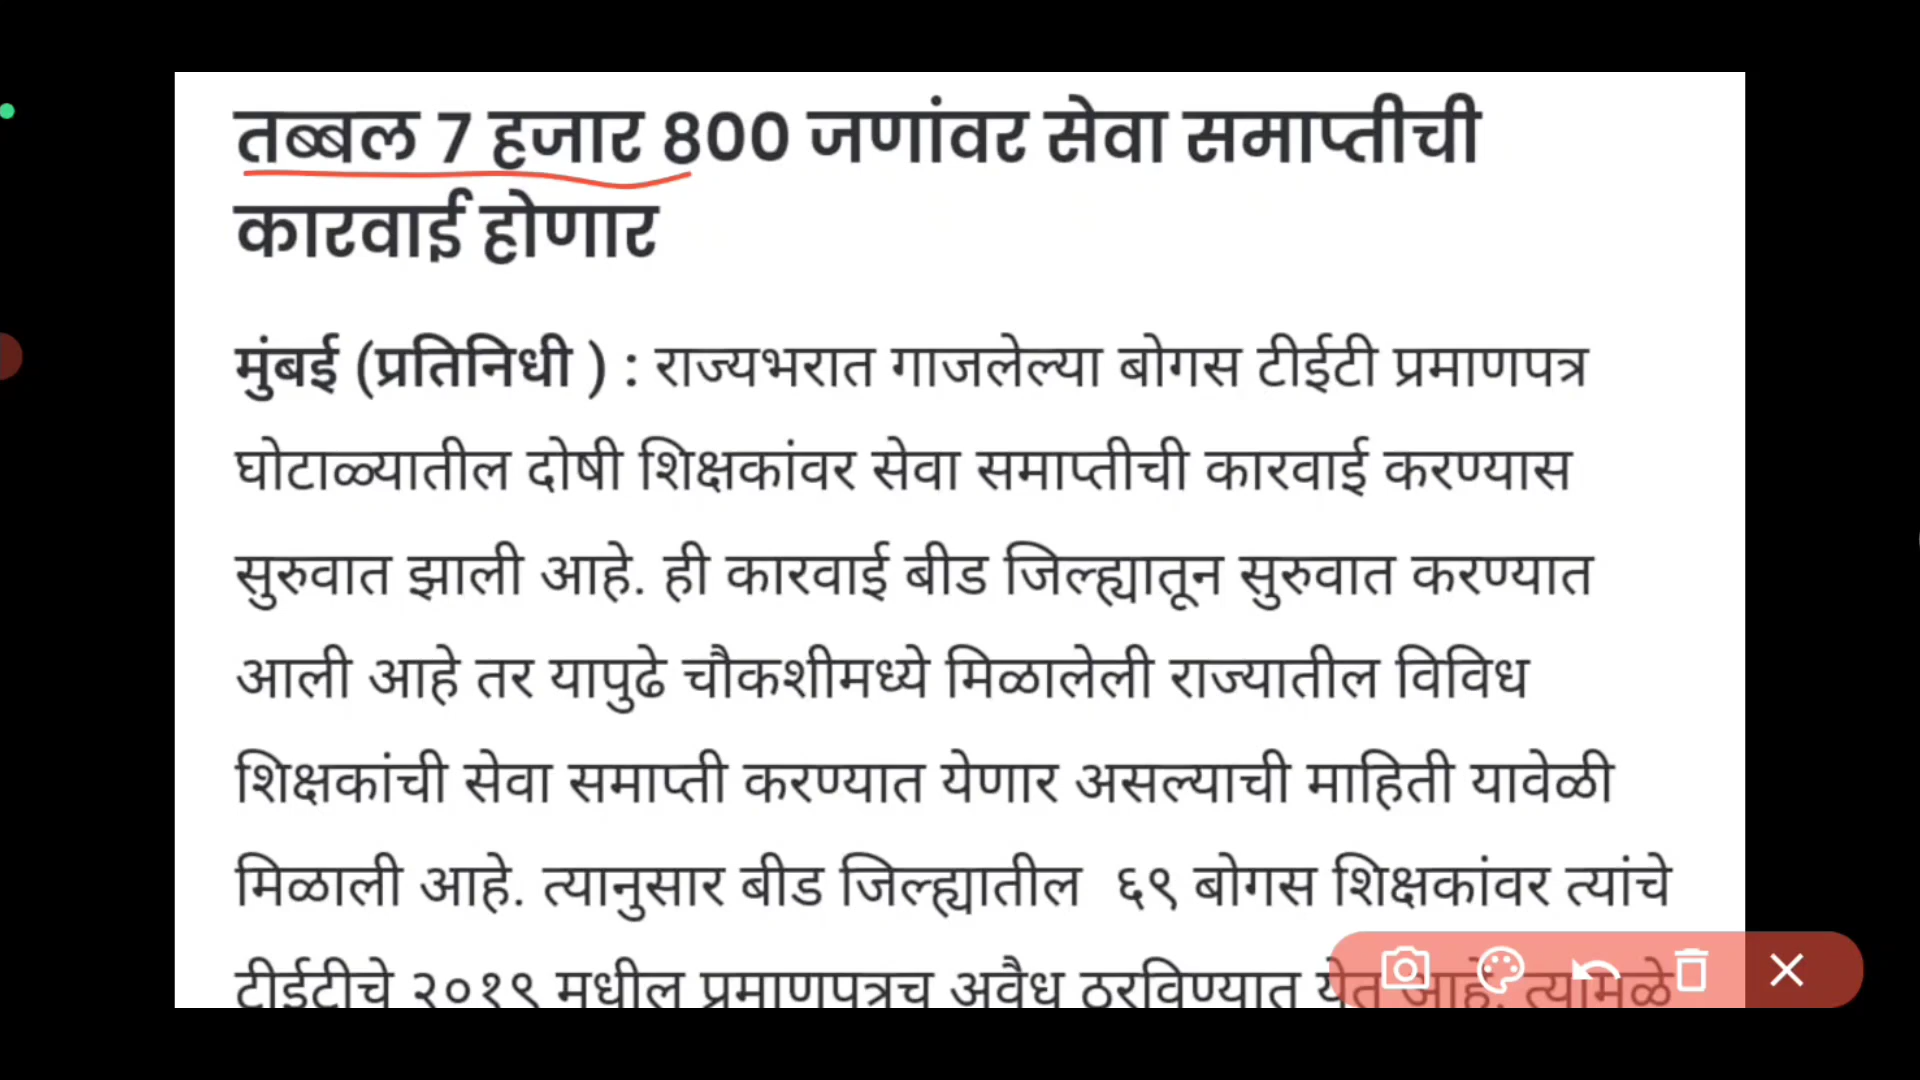 तब्बल 7 हजार 800 जणांवर सेवा समाप्तीची
कारवाई होणार
मुंबई (प्रतिनिधी ) : राज्यभरात गाजलेल्या बोगस टीईटी प्रमाणपत्र
घोटाळ्यातील दोषी शिक्षकांवर सेवा समाप्तीची कारवाई करण्यास
सुरुवात झाली आहे. ही कारवाई बीड जिल्ह्यातून सुरुवात करण्यात
आली आहे तर यापुढे चौकशीमध्ये मिळालेली राज्यातील विविध
शिक्षकांची सेवा समाप्ती करण्यात येणार असल्याची माहिती यावेळी
मिळाली आहे. त्यानुसार बीड जिल्ह्यातील ६९ बोगस शिक्षकांवर त्यांचे
टीईटीचे २०१९ मधील प्रमाणपत्रच अवैध ठरविण्यात येत आहे. त्यामुळे